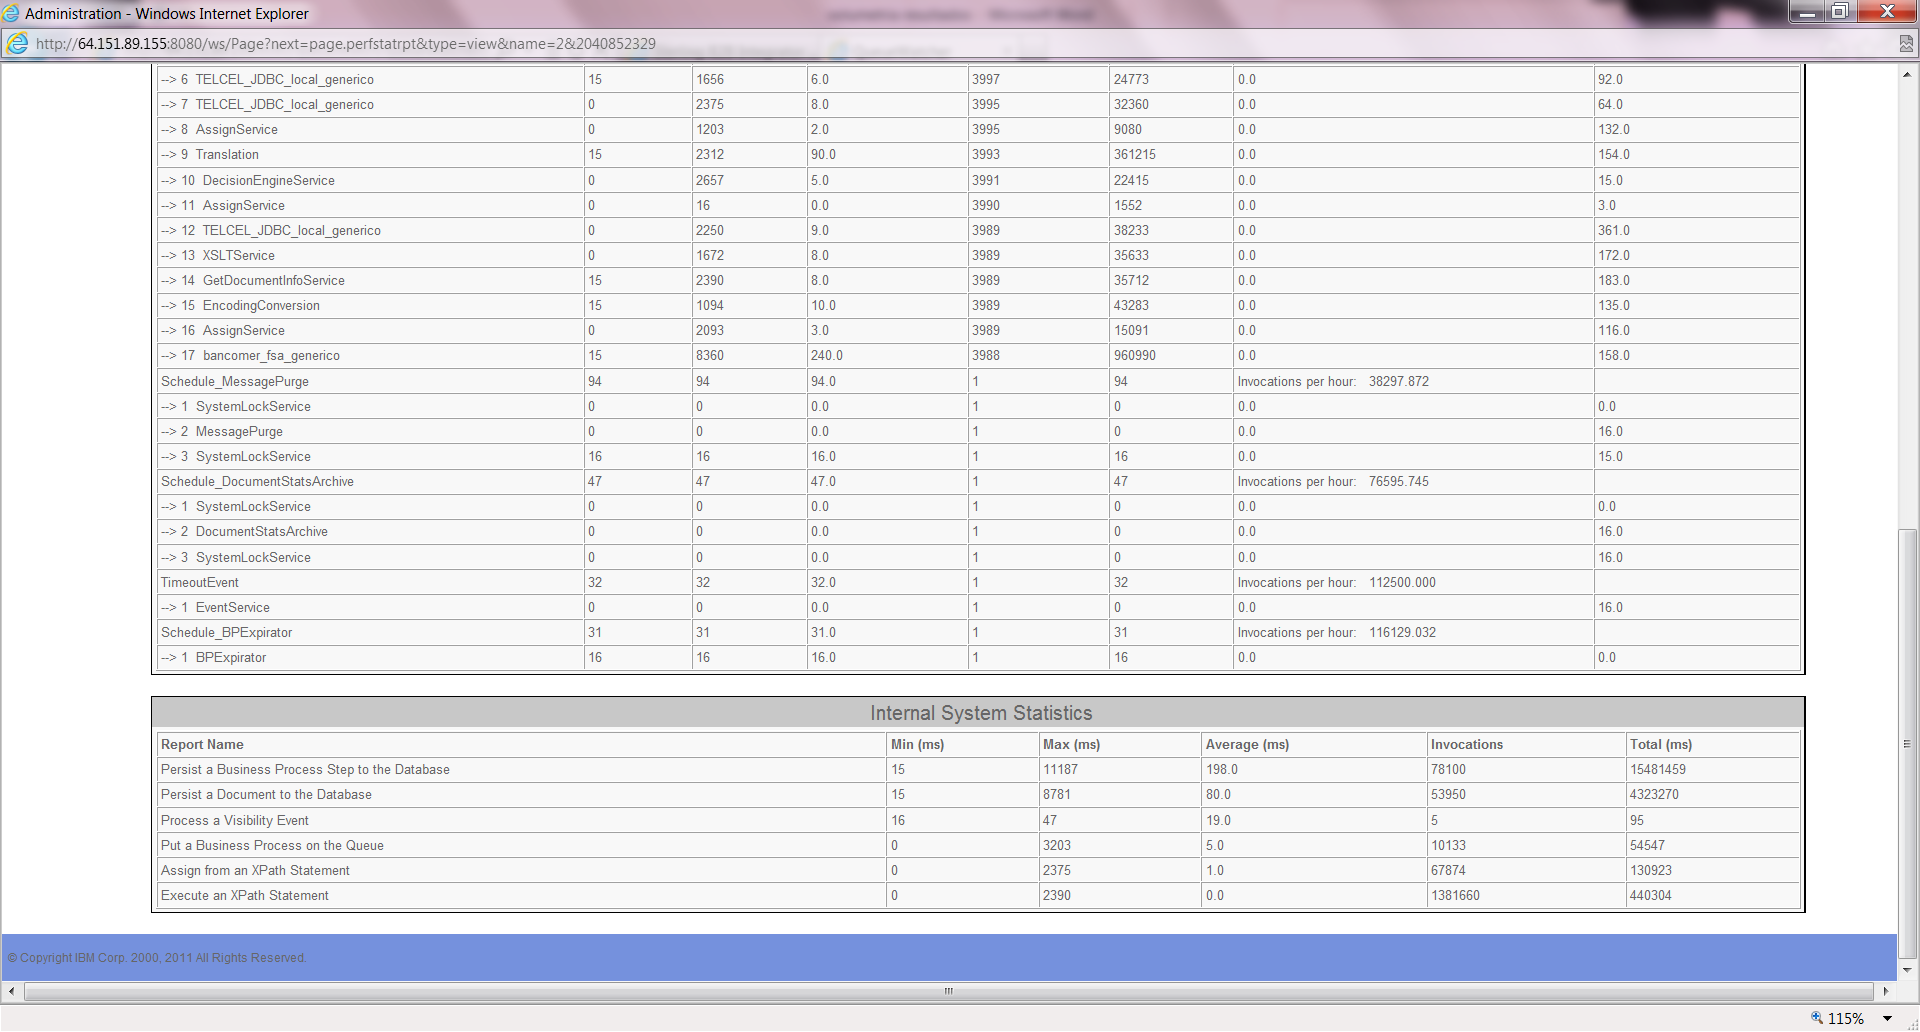 Administration - Windows Internet Explorer
http://64.151.89.155:8080/ws/Page?next=page.perfstatrpt&type=view&name=2&2040852329
--> 6 TELCEL_JDBC_local_generico 15 1656 6.0 3997 24773 0.0 92.0
--> 7 TELCEL_JDBC_local_generico 0 2375 8.0 3995 32360 0.0 64.0
--> 8 AssignService 0 1203 2.0 3995 9080 0.0 132.0
--> 9 Translation 15 2312 90.0 3993 361215 0.0 154.0
--> 10 DecisionEngineService 0 2657 5.0 3991 22415 0.0 15.0
--> 11 AssignService 0 16 0.0 3990 1552 0.0 3.0
--> 12 TELCEL_JDBC_local_generico 0 2250 9.0 3989 38233 0.0 361.0
--> 13 XSLTService 0 1672 8.0 3989 35633 0.0 172.0
--> 14 GetDocumentInfoService 15 2390 8.0 3989 35712 0.0 183.0
--> 15 EncodingConversion 15 1094 10.0 3989 43283 0.0 135.0
--> 16 AssignService 0 2093 3.0 3989 15091 0.0 116.0
--> 17 bancomer_fsa_generico 15 8360 240.0 3988 960990 0.0 158.0
Schedule_MessagePurge 94 94 94.0 1 94 Invocations per hour: 38297.872
--> 1 SystemLockService 0 0 0.0 1 0 0.0 0.0
--> 2 MessagePurge 0 0 0.0 1 0 0.0 16.0
--> 3 SystemLockService 16 16 16.0 1 16 0.0 15.0
Schedule_DocumentStatsArchive 47 47 47.0 1 47 Invocations per hour: 76595.745
--> 1 SystemLockService 0 0 0.0 1 0 0.0 0.0
--> 2 DocumentStatsArchive 0 0 0.0 1 0 0.0 16.0
--> 3 SystemLockService 0 0 0.0 1 0 0.0 16.0
TimeoutEvent 32 32 32.0 1 32 Invocations per hour: 112500.000
--> 1 EventService 0 0 0.0 1 0 0.0 16.0
Schedule_BPExpirator 31 31 31.0 1 31 Invocations per hour: 116129.032
--> 1 BPExpirator 16 16 16.0 1 16 0.0 0.0
Internal System Statistics
Report Name Min (ms) Max (ms) Average (ms) Invocations Total (ms)
Persist a Business Process Step to the Database 15 11187 198.0 78100 15481459
Persist a Document to the Database 15 8781 80.0 53950 4323270
Process a Visibility Event 16 47 19.0 5 95
Put a Business Process on the Queue 0 3203 5.0 10133 54547
Assign from an XPath Statement 0 2375 1.0 67874 130923
Execute an XPath Statement 0 2390 0.0 1381660 440304
© Copyright IBM Corp. 2000, 2011 All Rights Reserved.
115%